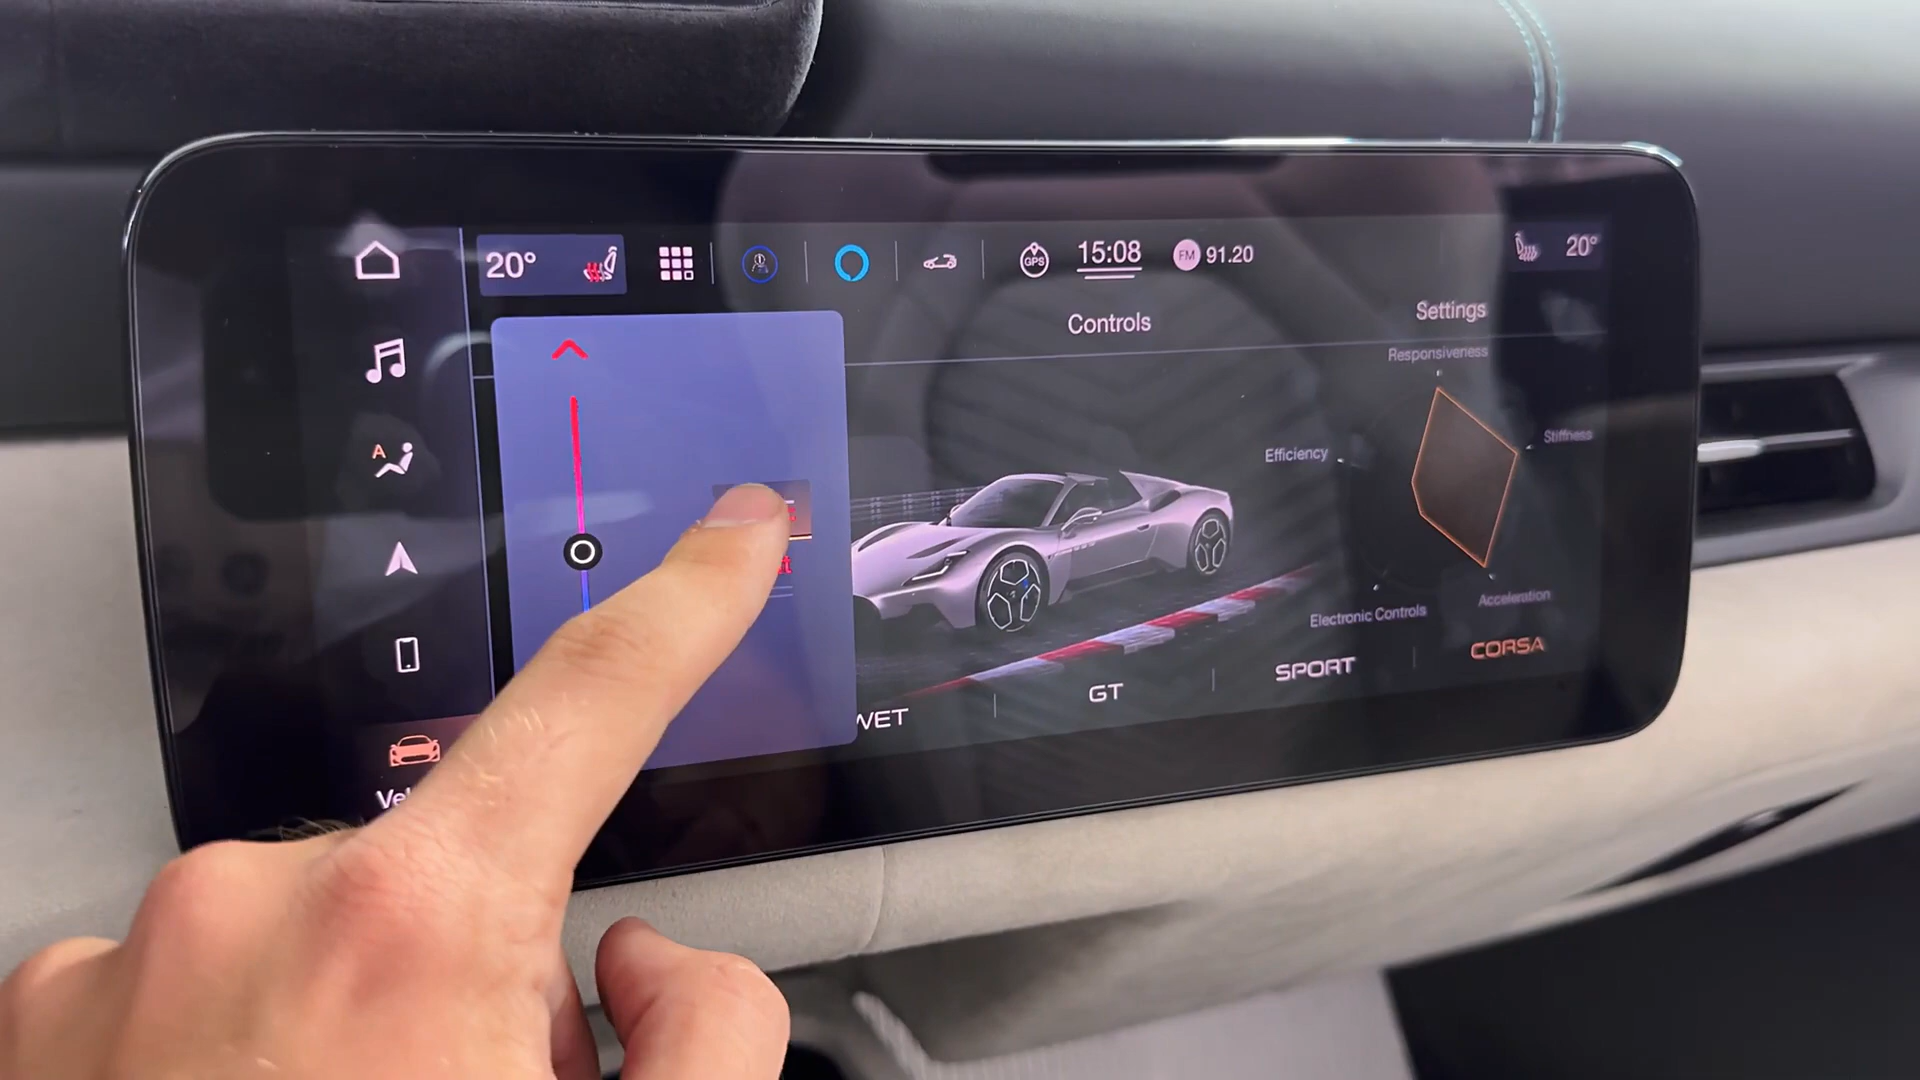 20°
GPS
15:08
FM
91.20
20°
Controls
Settings
Responsiveness
Stiffness
Efficiency
A
Acceleration
Electronic Controls
WET
GT
SPORT
CORSA